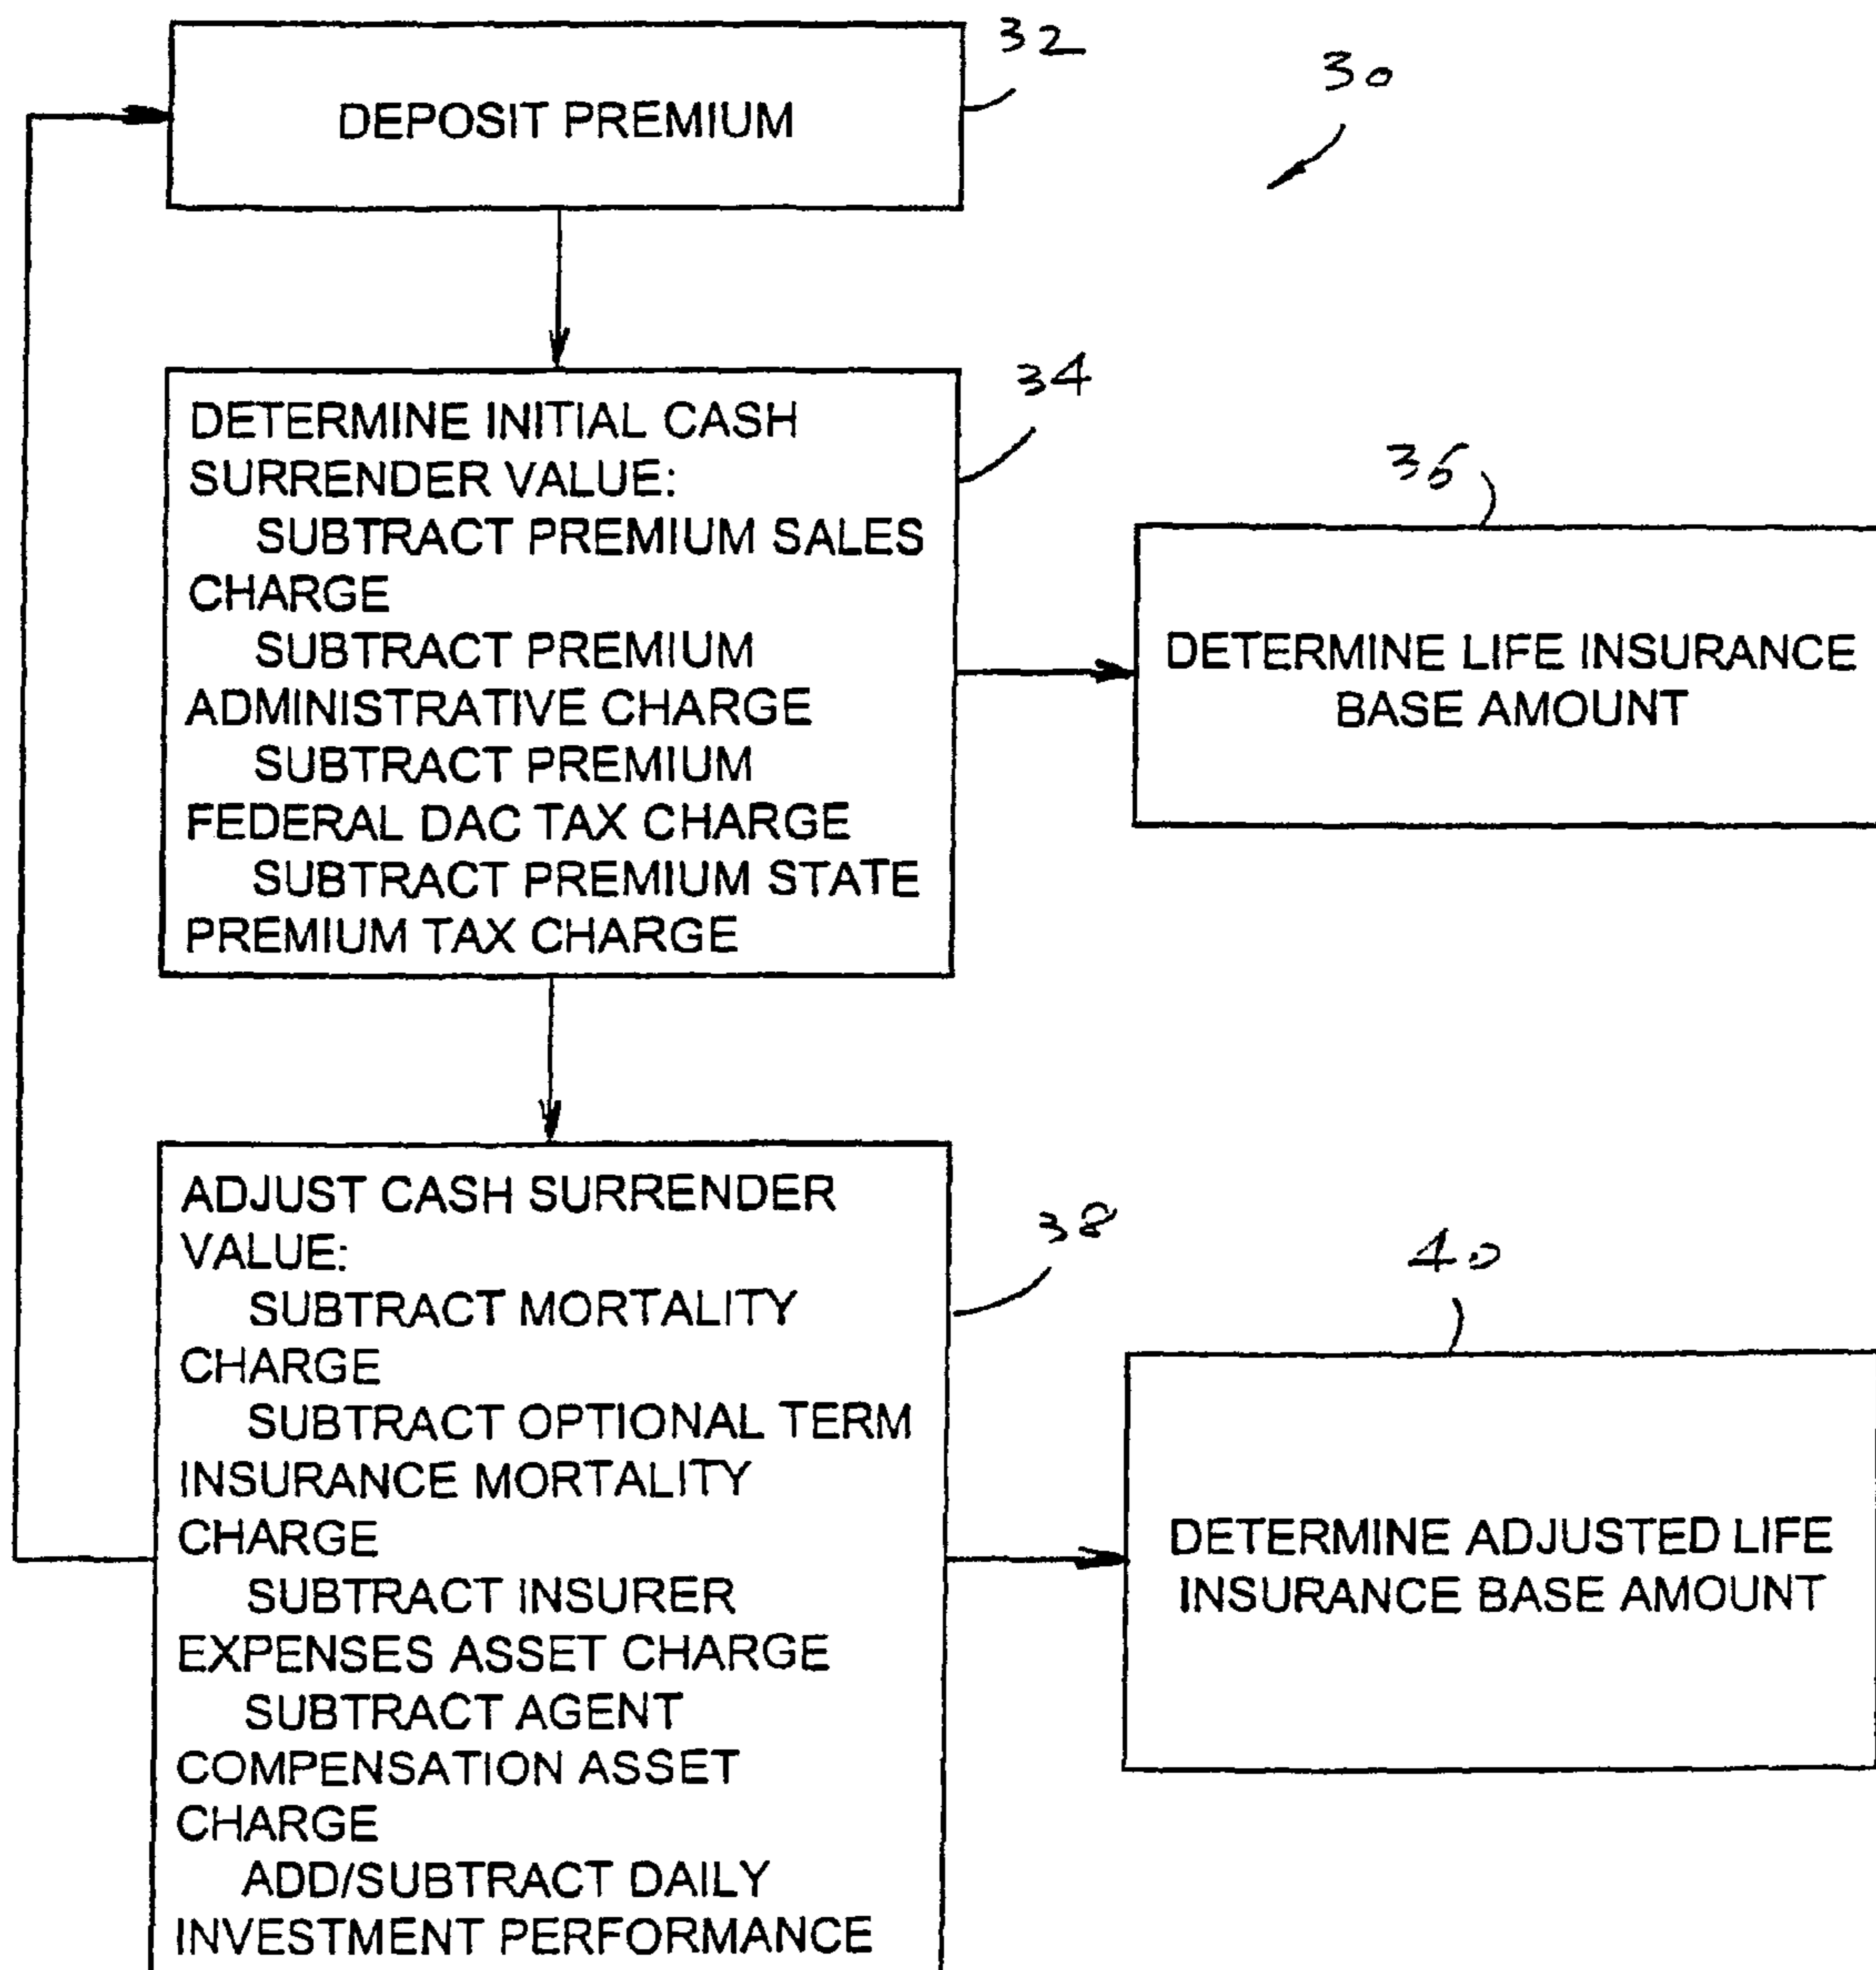 32
30
DEPOSIT PREMIUM
34
DETERMINE INITIAL CASH
SURRENDER VALUE:
SUBTRACT PREMIUM SALES
CHARGE
SUBTRACT PREMIUM
ADMINISTRATIVE CHARGE
SUBTRACT PREMIUM
FEDERAL DAC TAX CHARGE
SUBTRACT PREMIUM STATE
PREMIUM TAX CHARGE
36
DETERMINE LIFE INSURANCE
BASE AMOUNT
38
ADJUST CASH SURRENDER
VALUE:
SUBTRACT MORTALITY
CHARGE
SUBTRACT OPTIONAL TERM
INSURANCE MORTALITY
CHARGE
SUBTRACT INSURER
EXPENSES ASSET CHARGE
SUBTRACT AGENT
COMPENSATION ASSET
CHARGE
ADD/SUBTRACT DAILY
INVESTMENT PERFORMANCE
40
DETERMINE ADJUSTED LIFE
INSURANCE BASE AMOUNT